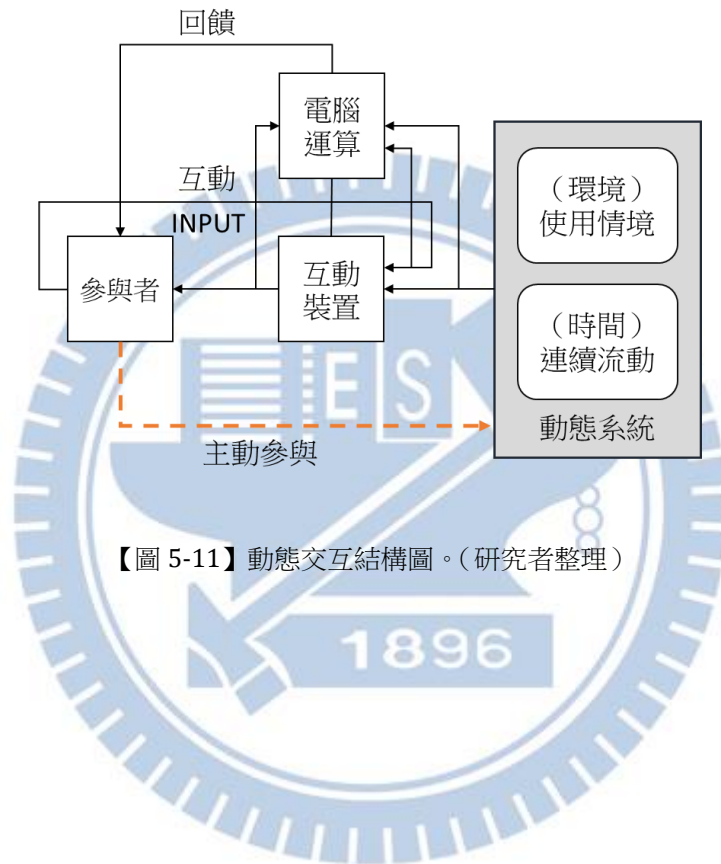 回饋
電腦
運算
互動
INPUT
參與者
互動
裝置
（環境）
使用情境
（時間）
連續流動
動態系統
主動參與
【圖 5-11】動態交互結構圖。（研究者整理）
ES
1896